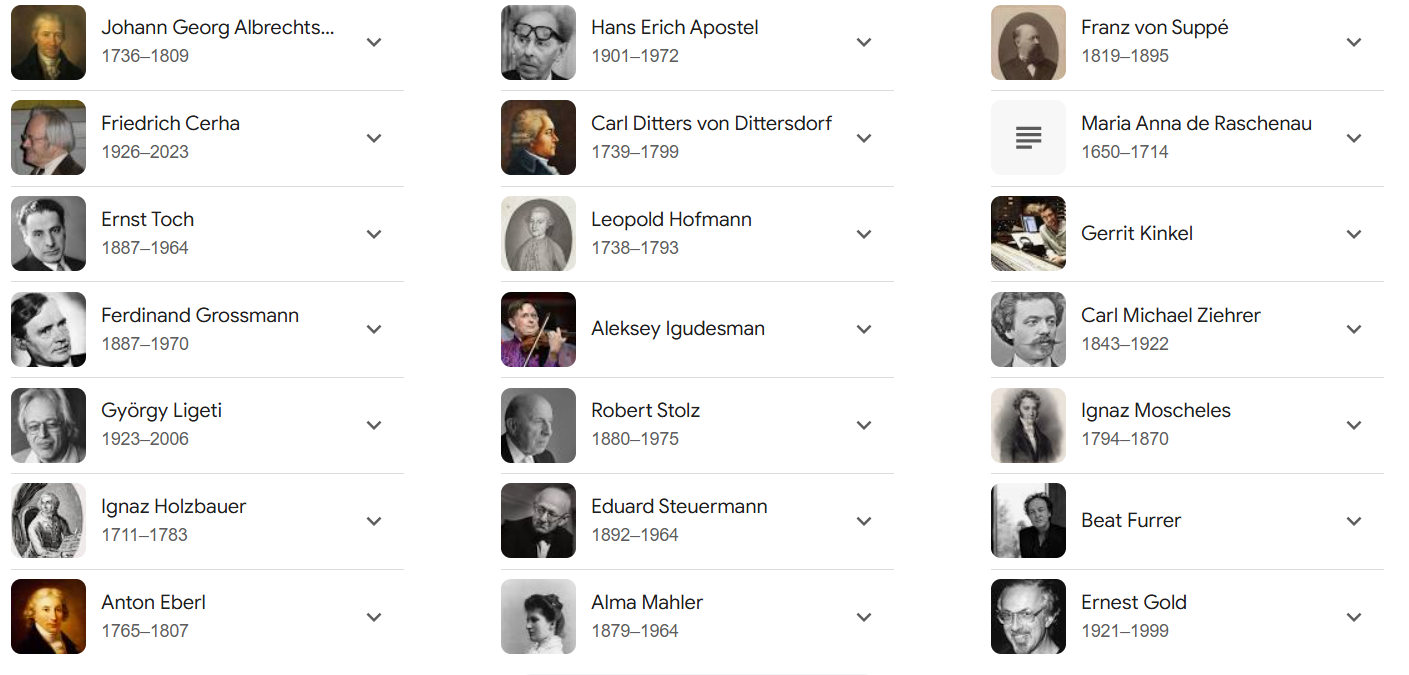 Johann Georg Albrechts...
1736–1809
Hans Erich Apostel
1901–1972
Franz von Suppé
1819–1895
Friedrich Cerha
1926–2023
Carl Ditters von Dittersdorf
1739–1799
Maria Anna de Raschenau
1650–1714
Ernst Toch
1887–1964
Leopold Hofmann
1738–1793
Gerrit Kinkel
Ferdinand Grossmann
1887–1970
Aleksey Igudesman
Carl Michael Ziehrer
1843–1922
György Ligeti
1923–2006
Robert Stolz
1880–1975
Ignaz Moscheles
1794–1870
Ignaz Holzbauer
1711–1783
Eduard Steuermann
1892–1964
Beat Furrer
Anton Eberl
1765–1807
Alma Mahler
1879–1964
Ernest Gold
1921–1999